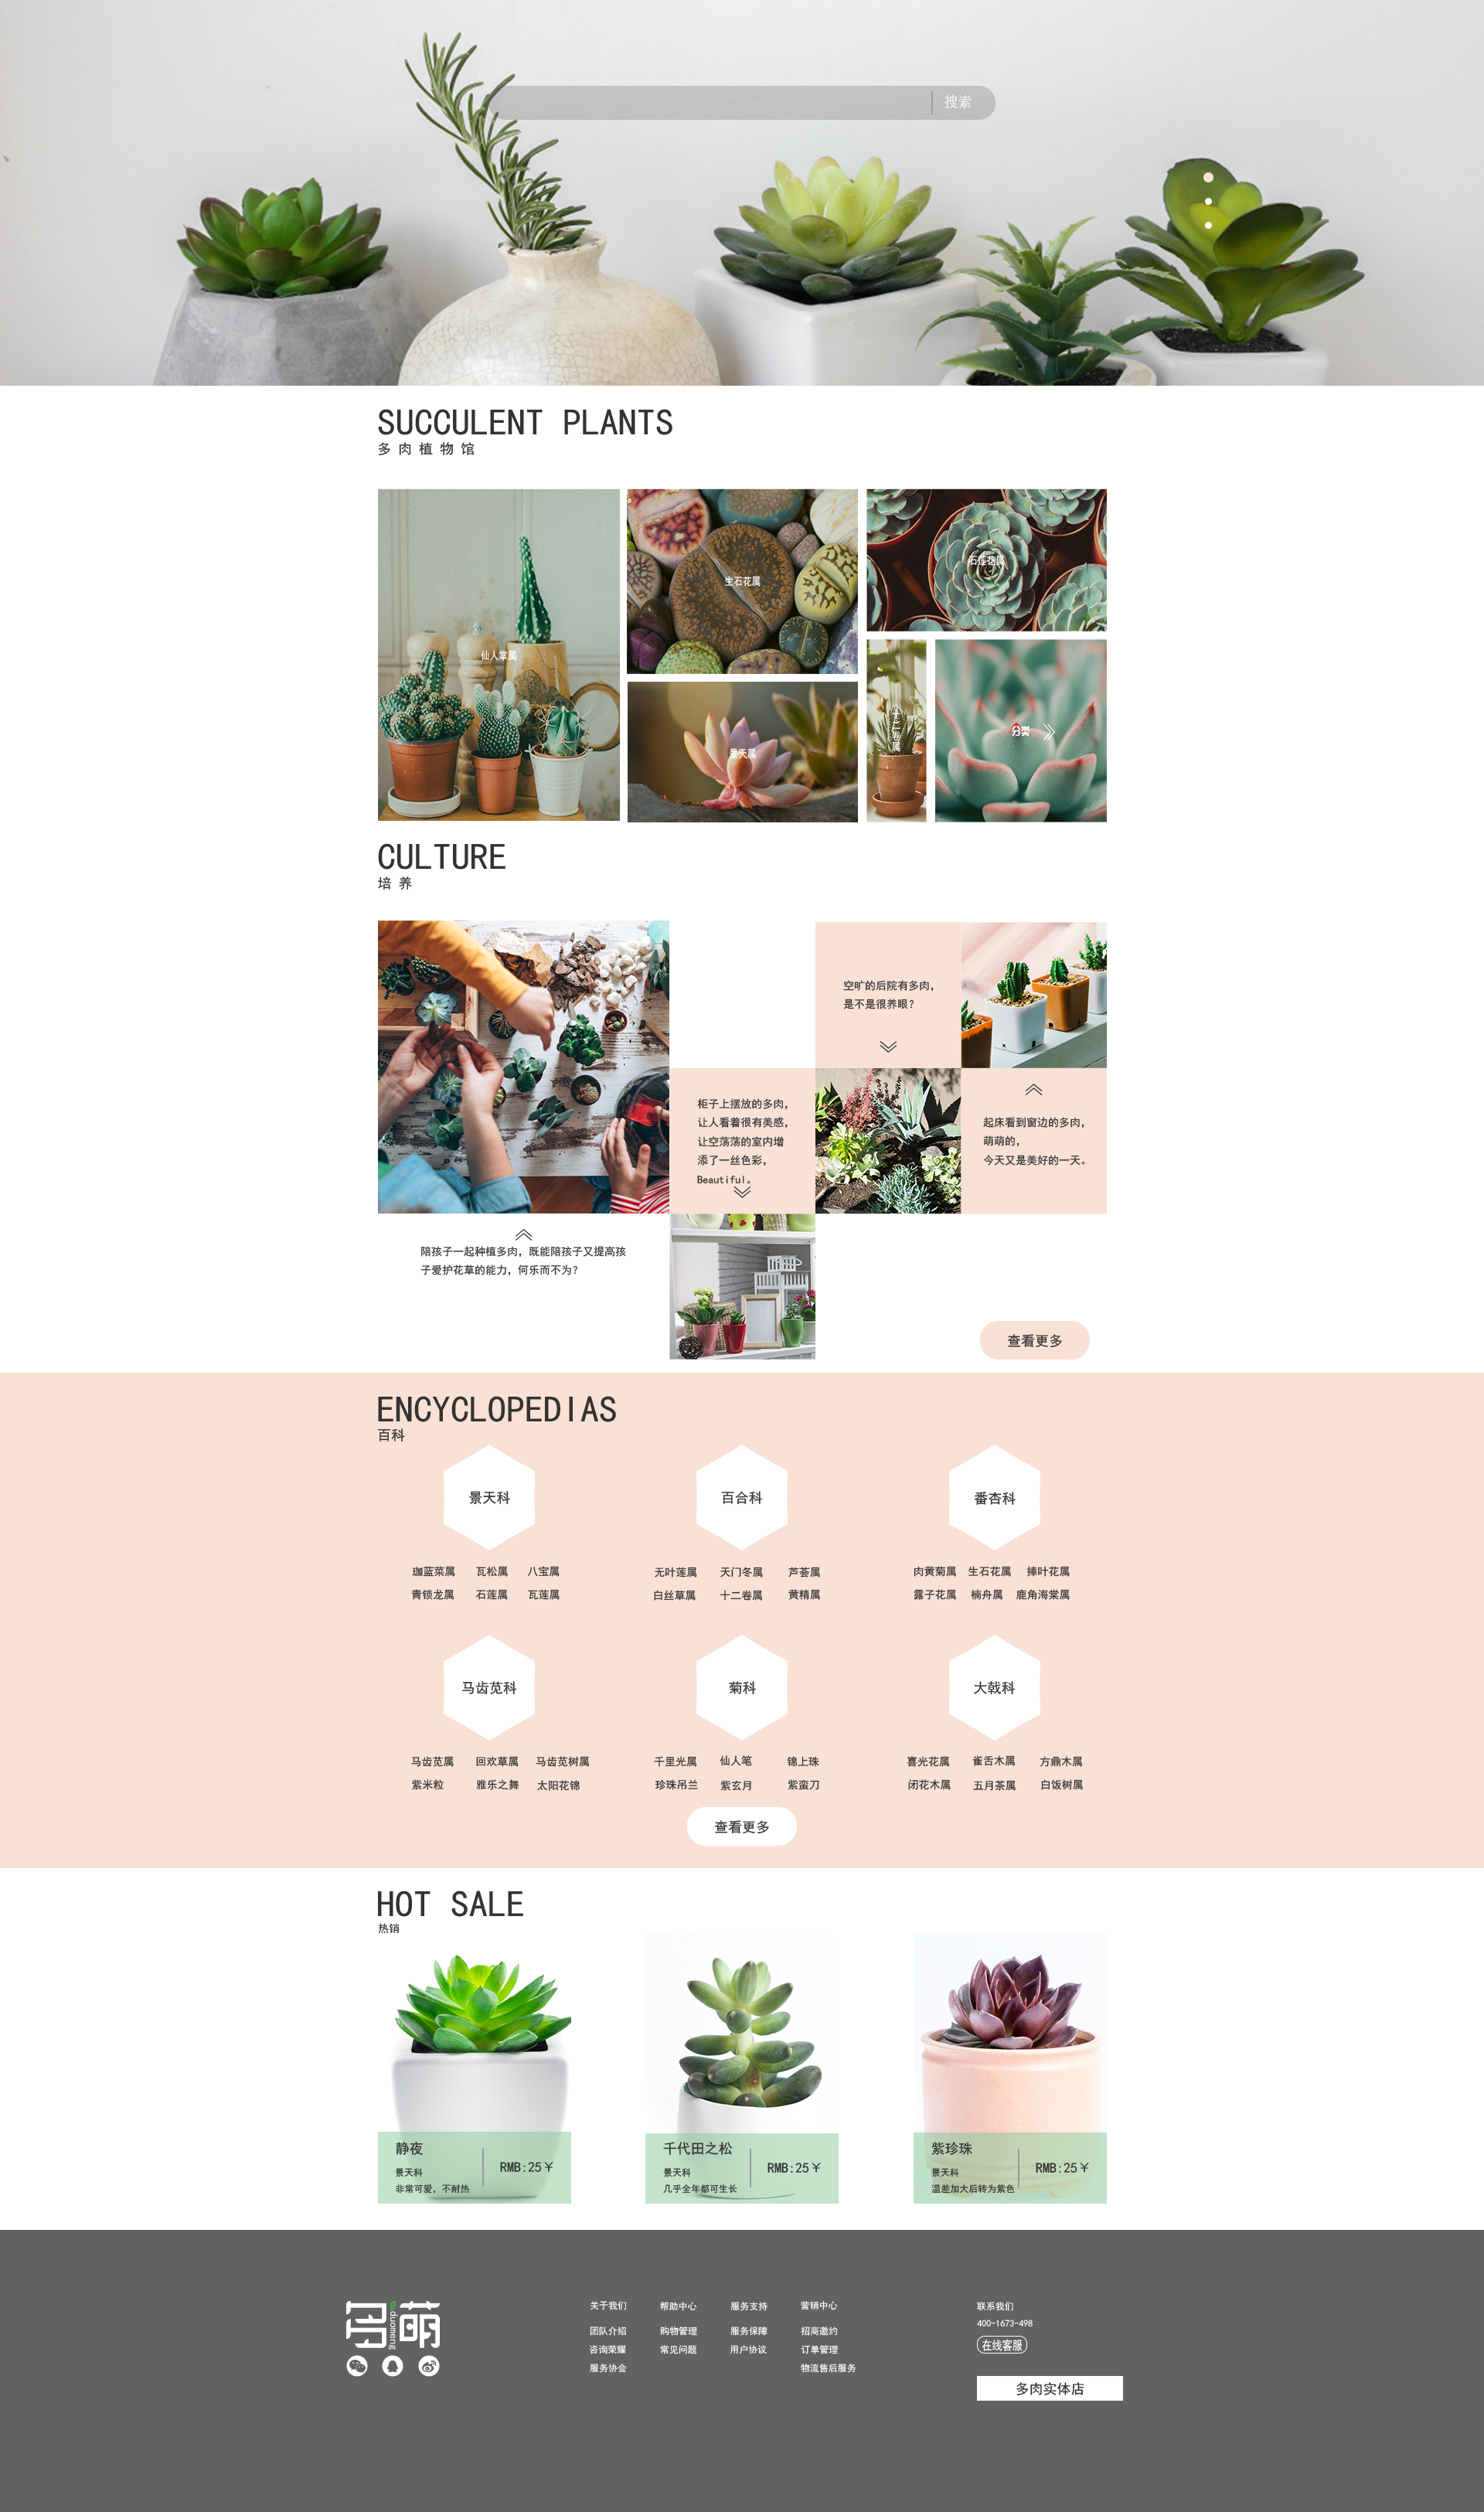 搜索
SUCCULENT PLANTS
多肉植物馆
仙人掌属
生石花属
石莲花属
景天属
十二卷属
分类
CULTURE
培养
空旷的后院有多肉，
是不是很养眼？
柜子上摆放的多肉，
让人看着很有美感，
让空荡荡的室内增
添了一丝色彩，
Beautiful。
起床看到窗边的多肉，
萌萌的，
今天又是美好的一天。
陪孩子一起种植多肉，既能陪孩子又提高孩
子爱护花草的能力，何乐而不为？
查看更多
ENCYCLOPEDIAS
百科
景天科
珈蓝菜属 瓦松属 八宝属
青锁龙属 石莲属 瓦莲属
百合科
无叶莲属 天门冬属 芦荟属
白丝草属 十二卷属 黄精属
番杏科
肉黄菊属 生石花属 捧叶花属
露子花属 楠舟属 鹿角海棠属
马齿苋科
马齿苋属 回欢草属 马齿苋树属
紫米粒 雅乐之舞 太阳花锦
菊科
千里光属 仙人笔 锦上珠
珍珠吊兰 紫玄月 紫蛮刀
大戟科
喜光花属 雀舌木属 方鼎木属
闭花木属 五月茶属 白饭树属
查看更多
HOT SALE
热销
静夜
景天科
非常可爱，不耐热
RMB:25￥
千代田之松
景天科
几乎全年都可生长
RMB:25￥
紫珍珠
景天科
温差加大后转为紫色
RMB:25￥
多萌
duomeng
关于我们 帮助中心 服务支持 营销中心
团队介绍 购物管理 服务保障 招商邀约
咨询荣耀 常见问题 用户协议 订单管理
服务协会 物流售后服务
联系我们
400-1673-498
在线客服
多肉实体店